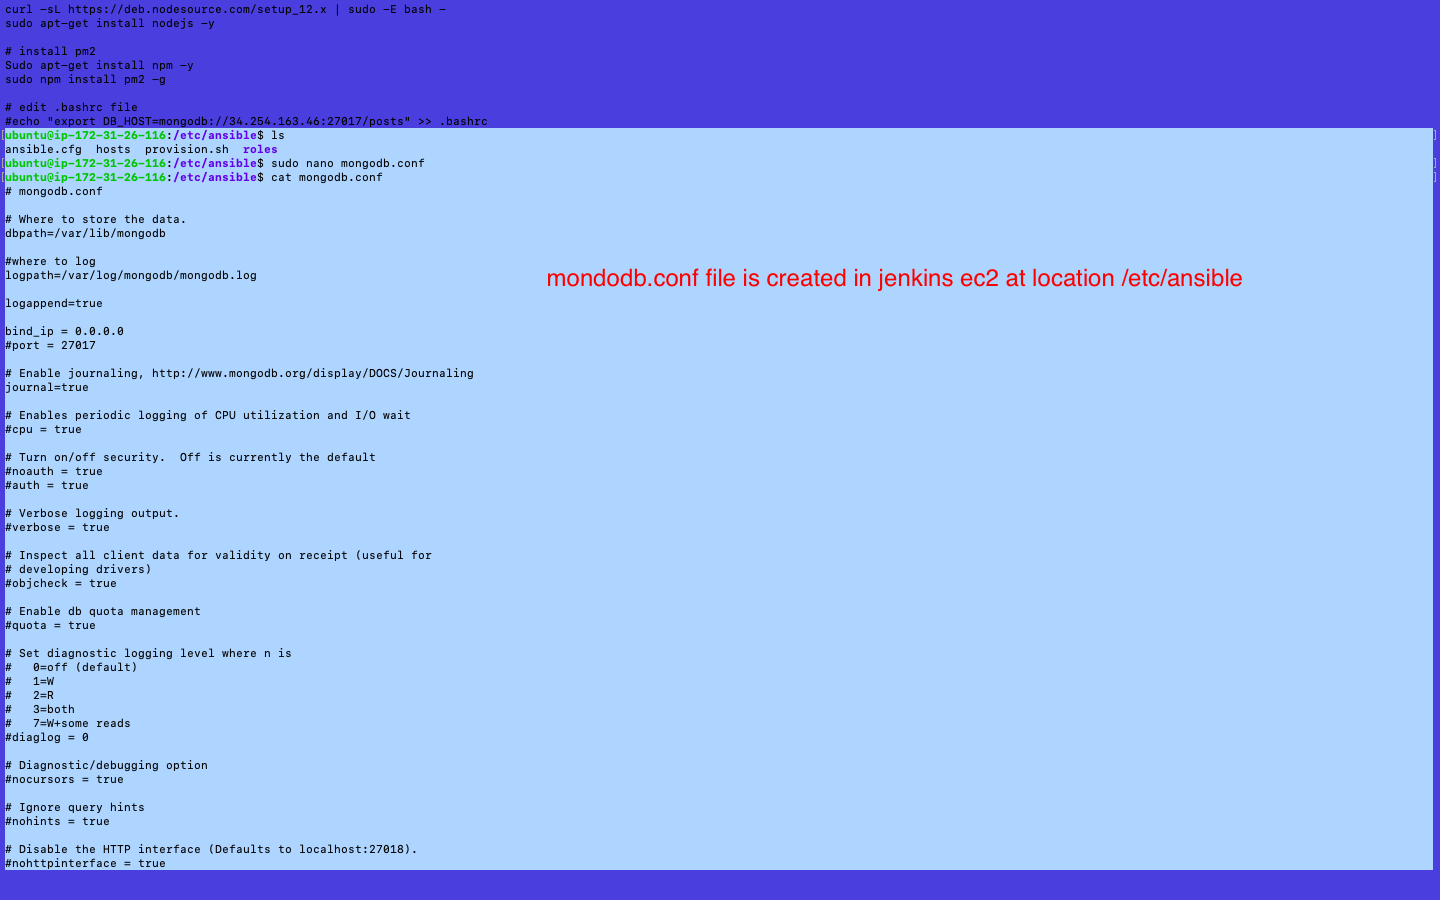 curl -sL https://deb.nodesource.com/setup_12.x | sudo -E bash -
sudo apt-get install nodejs -y
# install pm2
Sudo apt-get install npm -y
sudo npm install pm2 -g
# edit .bashrc file
#echo "export DB_HOST=mongodb://34.254.163.46:27017/posts" >> .bashrc
[ubuntu@ip-172-31-26-116:/etc/ansible$ ls ]
ansible.cfg  hosts  provision.sh  roles
[ubuntu@ip-172-31-26-116:/etc/ansible$ sudo nano mongodb.conf ]
[ubuntu@ip-172-31-26-116:/etc/ansible$ cat mongodb.conf ]
# mongodb.conf
# Where to store the data.
dbpath=/var/lib/mongodb
#where to log
logpath=/var/log/mongodb/mongodb.log
mondodb.conf file is created in jenkins ec2 at location /etc/ansible
logappend=true
bind_ip = 0.0.0.0
#port = 27017
# Enable journaling, http://www.mongodb.org/display/DOCS/Journaling
journal=true
# Enables periodic logging of CPU utilization and I/O wait
#cpu = true
# Turn on/off security.  Off is currently the default
#noauth = true
#auth = true
# Verbose logging output.
#verbose = true
# Inspect all client data for validity on receipt (useful for
# developing drivers)
#objcheck = true
# Enable db quota management
#quota = true
# Set diagnostic logging level where n is
#   0=off (default)
#   1=W
#   2=R
#   3=both
#   7=W+some reads
#diaglog = 0
# Diagnostic/debugging option
#nocursors = true
# Ignore query hints
#nohints = true
# Disable the HTTP interface (Defaults to localhost:27018).
#nohttpinterface = true